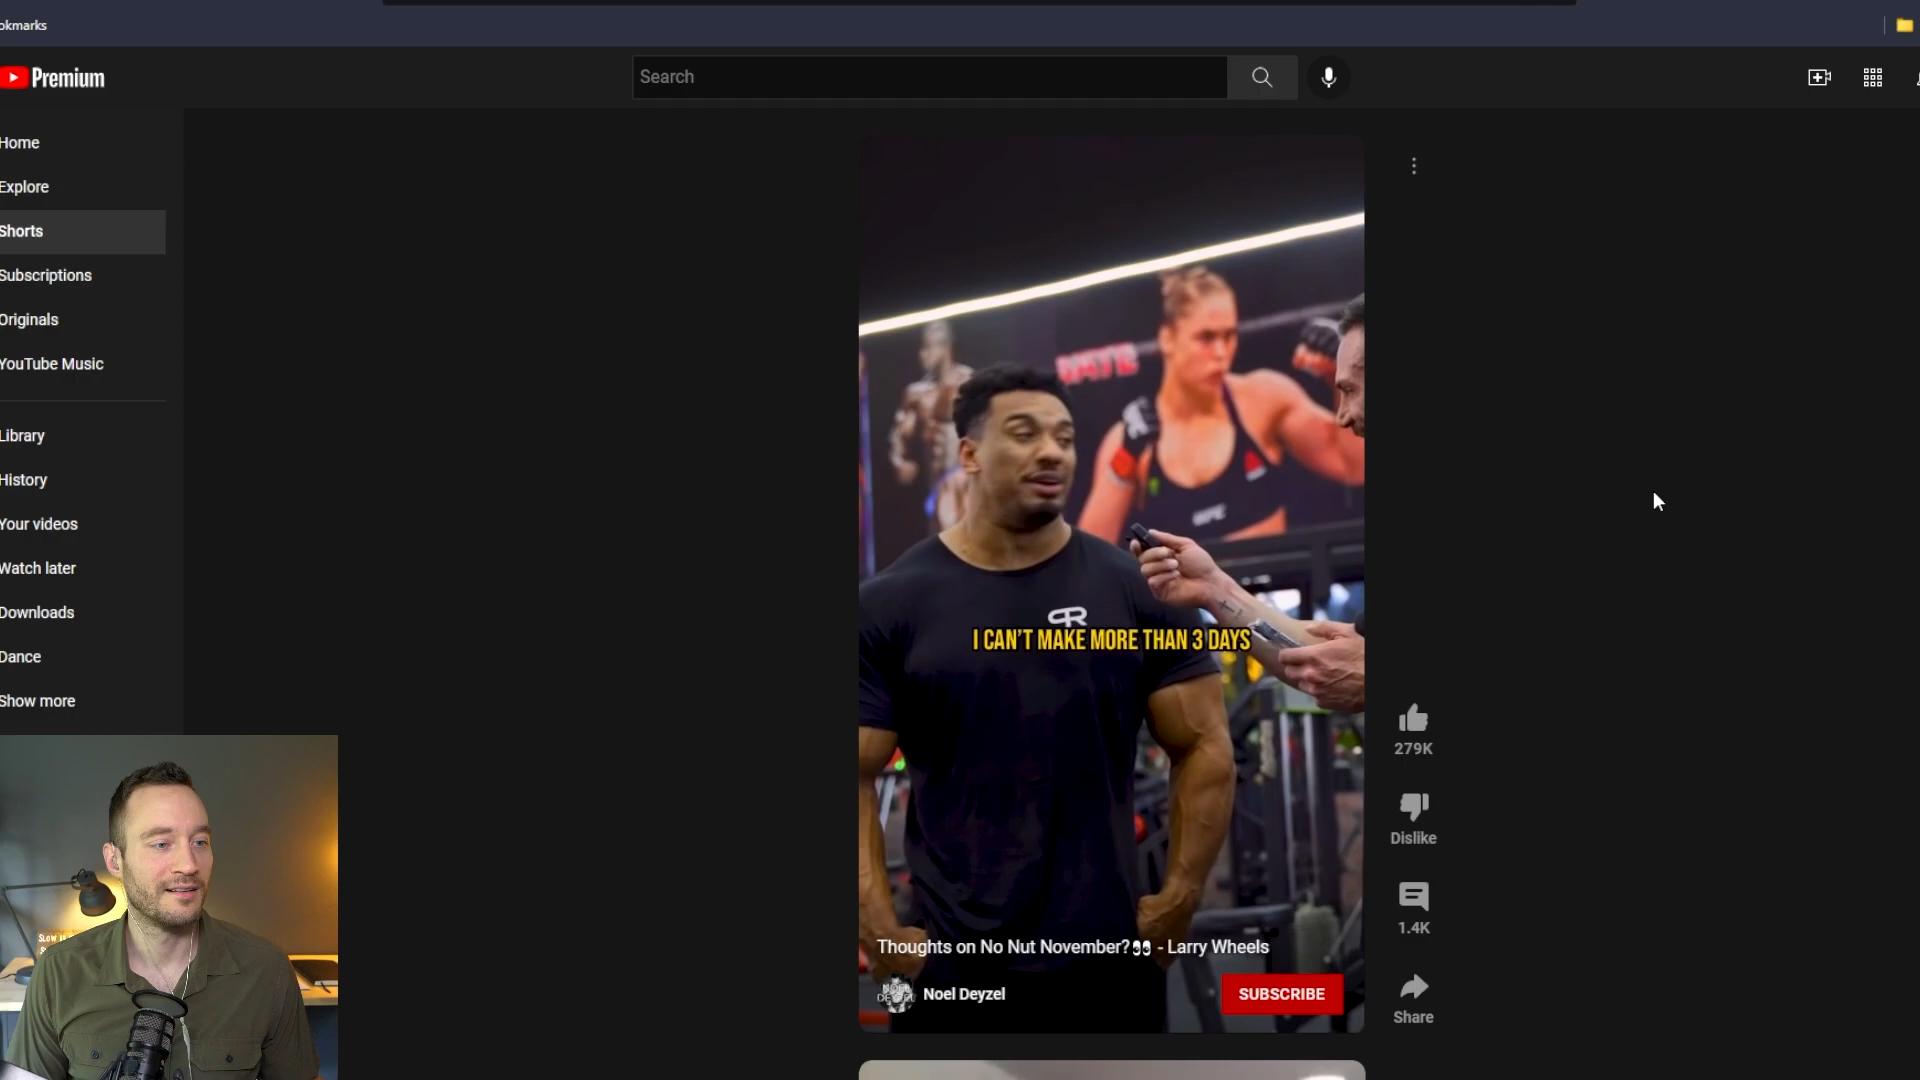 okmarks
Premium
Search
Home
Explore
Shorts
Subscriptions
Originals
YouTube Music
Library
History
Your videos
Watch later
Downloads
Dance
Show more
I CAN'T MAKE MORE THAN 3 DAYS
279K
Dislike
1.4K
Share
Thoughts on No Nut November?👀 - Larry Wheels
Noel Deyzel
SUBSCRIBE